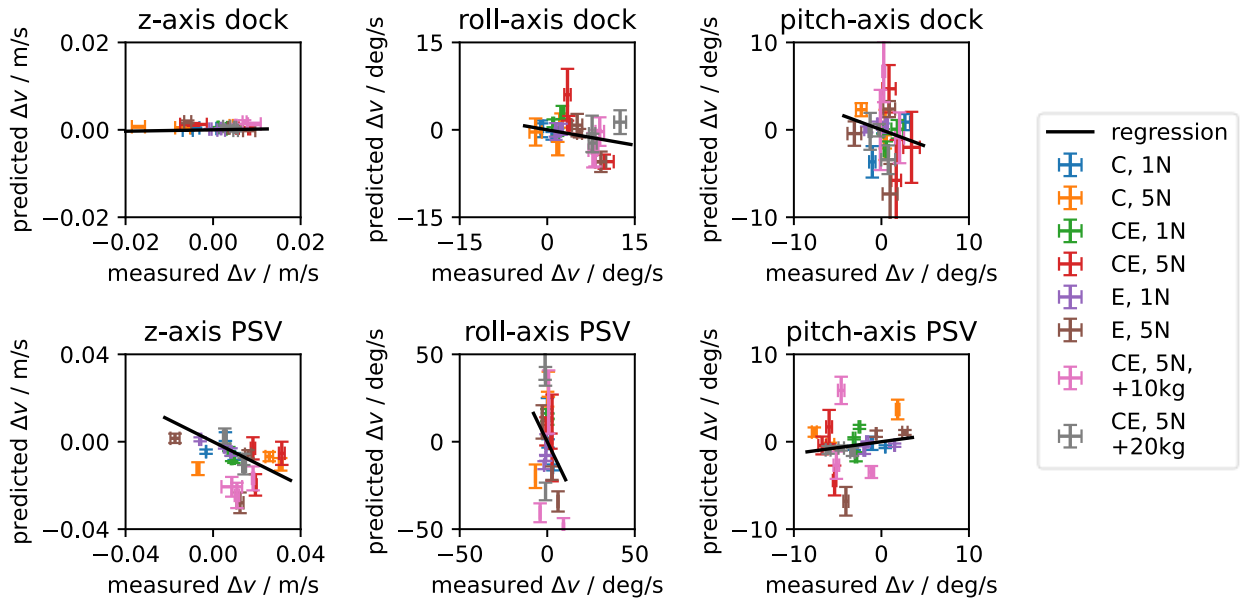 z-axis dock
roll-axis dock
pitch-axis dock
predicted Δv / m/s
0.02
0.00
−0.02
−0.02
0.00
0.02
measured Δv / m/s
predicted Δv / deg/s
15
0
−15
−15
0
15
measured Δv / deg/s
predicted Δv / deg/s
10
0
−10
−10
0
10
measured Δv / deg/s
z-axis PSV
roll-axis PSV
pitch-axis PSV
predicted Δv / m/s
0.04
0.00
−0.04
−0.04
0.00
0.04
measured Δv / m/s
predicted Δv / deg/s
50
0
−50
−50
0
50
measured Δv / deg/s
predicted Δv / deg/s
10
0
−10
−10
0
10
measured Δv / deg/s
regression
C, 1N
C, 5N
CE, 1N
CE, 5N
E, 1N
E, 5N
CE, 5N,
+10kg
CE, 5N
+20kg